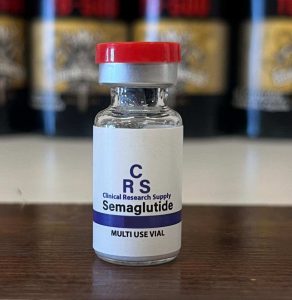 C
R S
Clinical Research Supply
Semaglutide
MULTI USE VIAL